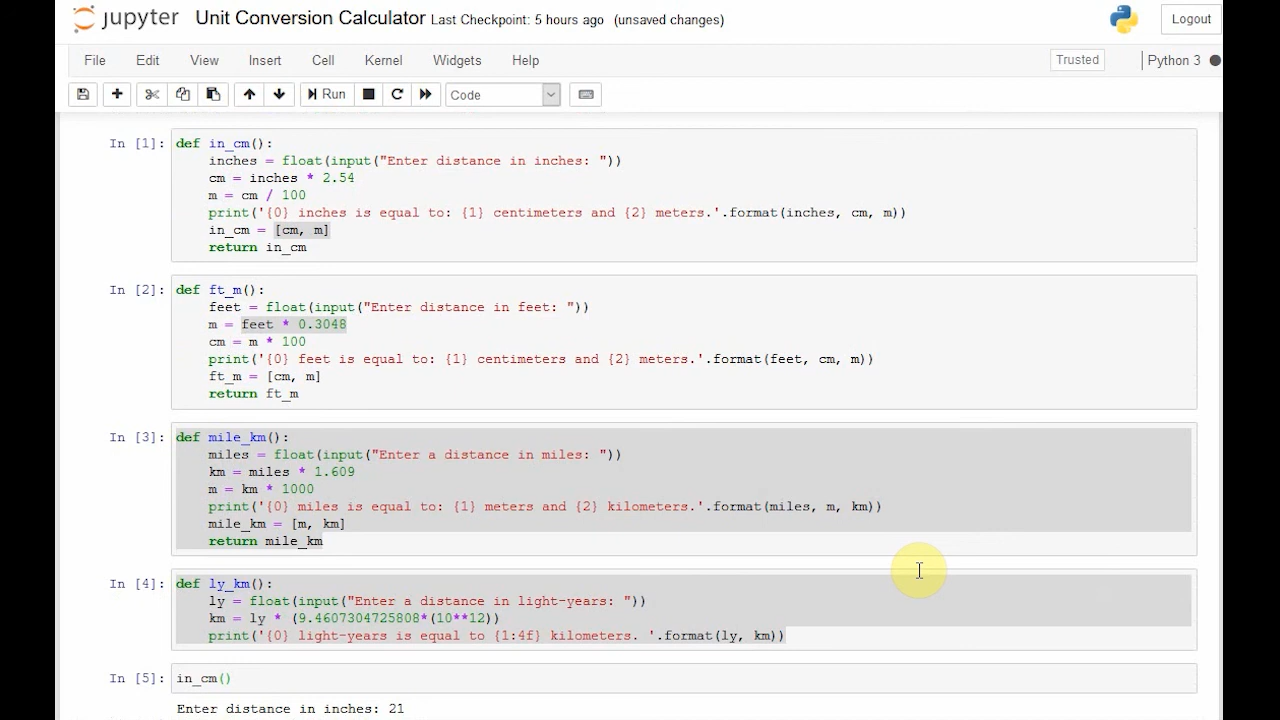 jupyter Unit Conversion Calculator Last Checkpoint: 5 hours ago (unsaved changes) Logout
File Edit View Insert Cell Kernel Widgets Help Trusted Python 3
Run Code
In [1]: def in_cm():
    inches = float(input("Enter distance in inches: "))
    cm = inches * 2.54
    m = cm / 100
    print('{0} inches is equal to: {1} centimeters and {2} meters.'.format(inches, cm, m))
    in_cm = [cm, m]
    return in_cm
In [2]: def ft_m():
    feet = float(input("Enter distance in feet: "))
    m = feet * 0.3048
    cm = m * 100
    print('{0} feet is equal to: {1} centimeters and {2} meters.'.format(feet, cm, m))
    ft_m = [cm, m]
    return ft_m
In [3]: def mile_km():
    miles = float(input("Enter a distance in miles: "))
    km = miles * 1.609
    m = km * 1000
    print('{0} miles is equal to: {1} meters and {2} kilometers.'.format(miles, m, km))
    mile_km = [m, km]
    return mile_km
In [4]: def ly_km():
    ly = float(input("Enter a distance in light-years: "))
    km = ly * (9.4607304725808*(10**12))
    print('{0} light-years is equal to {1:4f} kilometers. '.format(ly, km))
In [5]: in_cm()
Enter distance in inches: 21